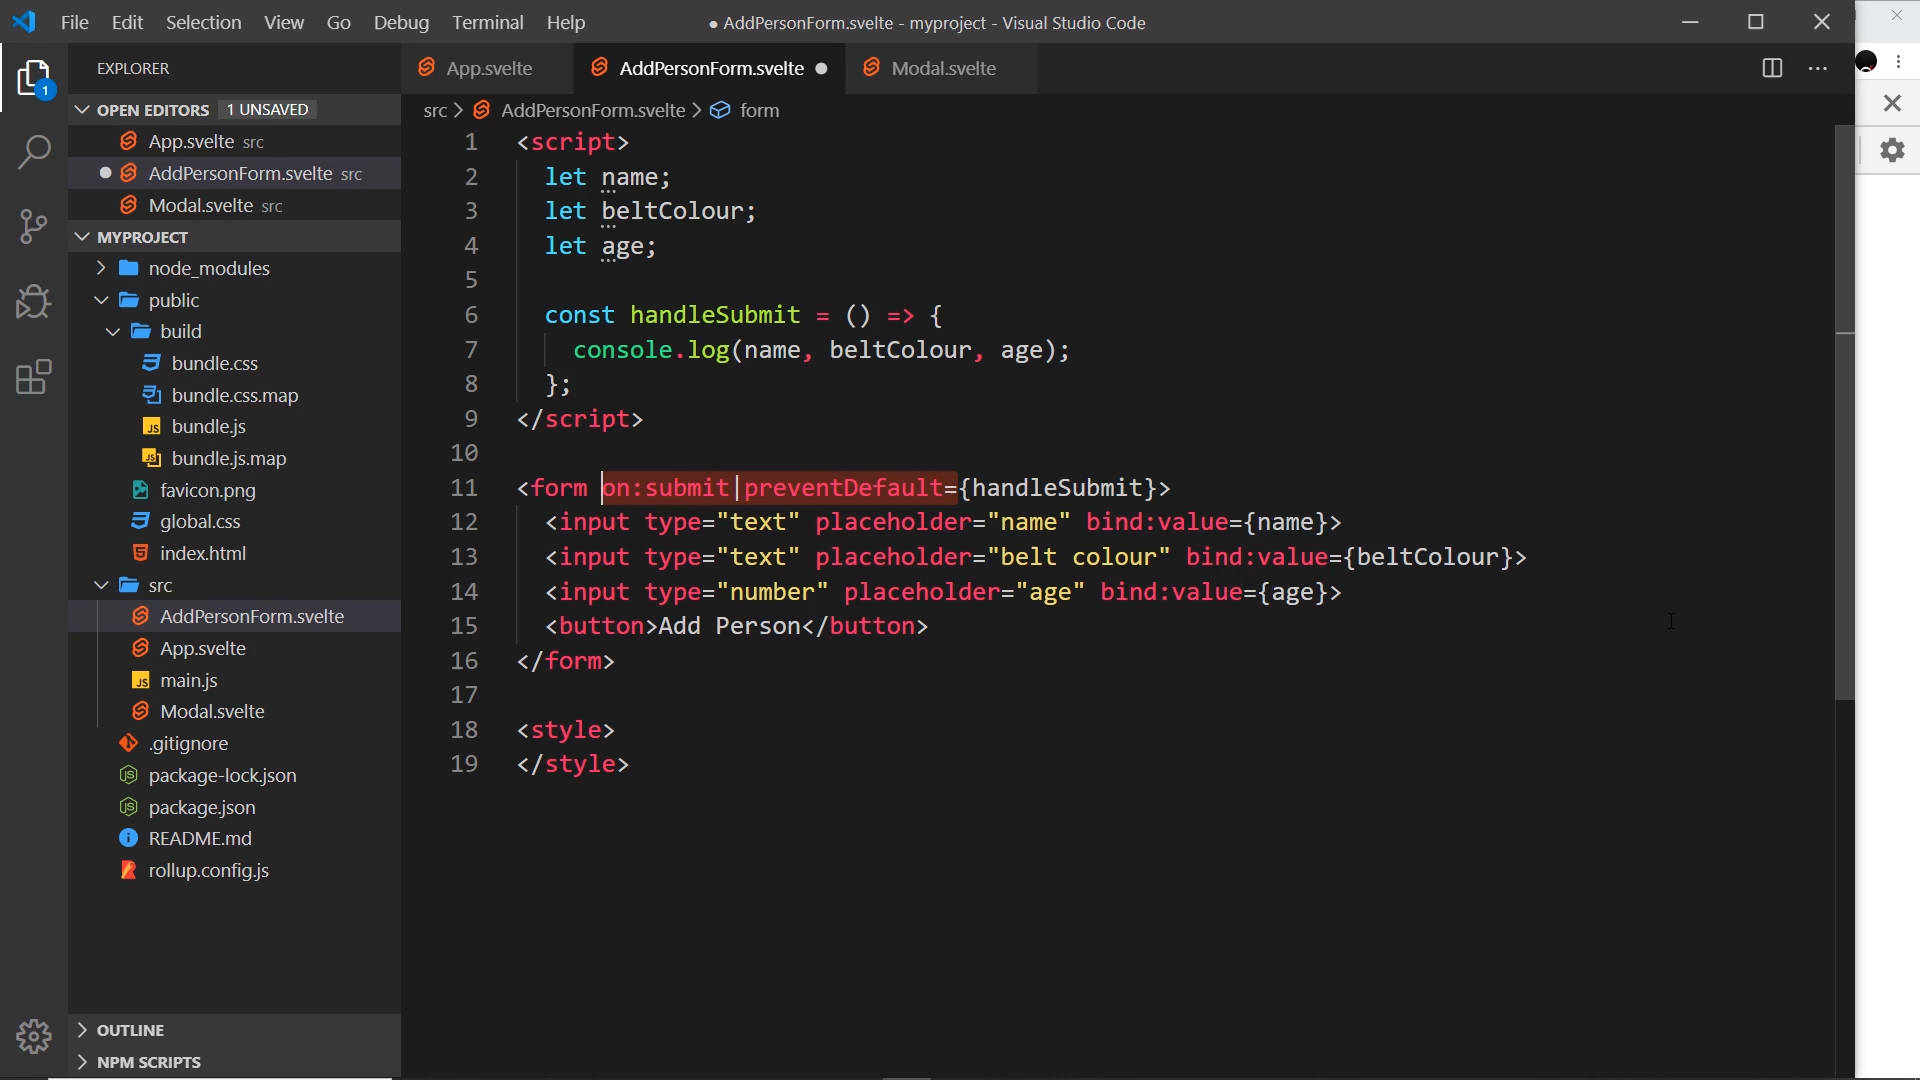 File Edit Selection View Go Debug Terminal Help
● AddPersonForm.svelte - myproject - Visual Studio Code
EXPLORER
OPEN EDITORS 1 UNSAVED
App.svelte src
AddPersonForm.svelte src
Modal.svelte src
MYPROJECT
node_modules
public
build
bundle.css
bundle.css.map
bundle.js
bundle.js.map
favicon.png
global.css
index.html
src
AddPersonForm.svelte
App.svelte
main.js
Modal.svelte
.gitignore
package-lock.json
package.json
README.md
rollup.config.js
OUTLINE
NPM SCRIPTS
1
App.svelte AddPersonForm.svelte ● Modal.svelte
src > AddPersonForm.svelte > form
1 <script>
2 let name;
3 let beltColour;
4 let age;
5
6 const handleSubmit = () => {
7 console.log(name, beltColour, age);
8 };
9 </script>
10
11 <form on:submit|preventDefault={handleSubmit}>
12 <input type="text" placeholder="name" bind:value={name}>
13 <input type="text" placeholder="belt colour" bind:value={beltColour}>
14 <input type="number" placeholder="age" bind:value={age}>
15 <button>Add Person</button>
16 </form>
17
18 <style>
19 </style>